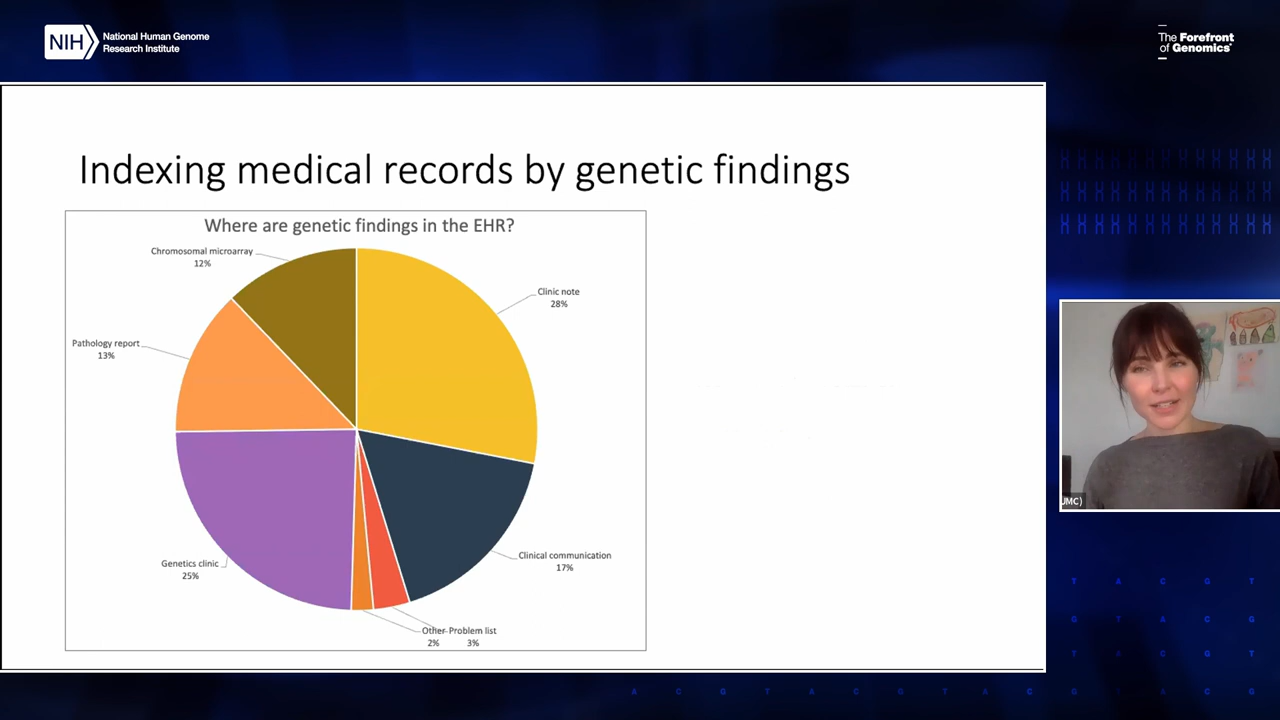 NIH
National Human Genome
Research Institute
The Forefront
of Genomics®
Indexing medical records by genetic findings
Where are genetic findings in the EHR?
Chromosomal microarray
12%
Clinic note
28%
Pathology report
13%
Genetics clinic
25%
Clinical communication
17%
Other
2%
Problem list
3%
UMC)
T A C G T
G T A C G
T A C G T
A C G T A C G T A C G T A C G